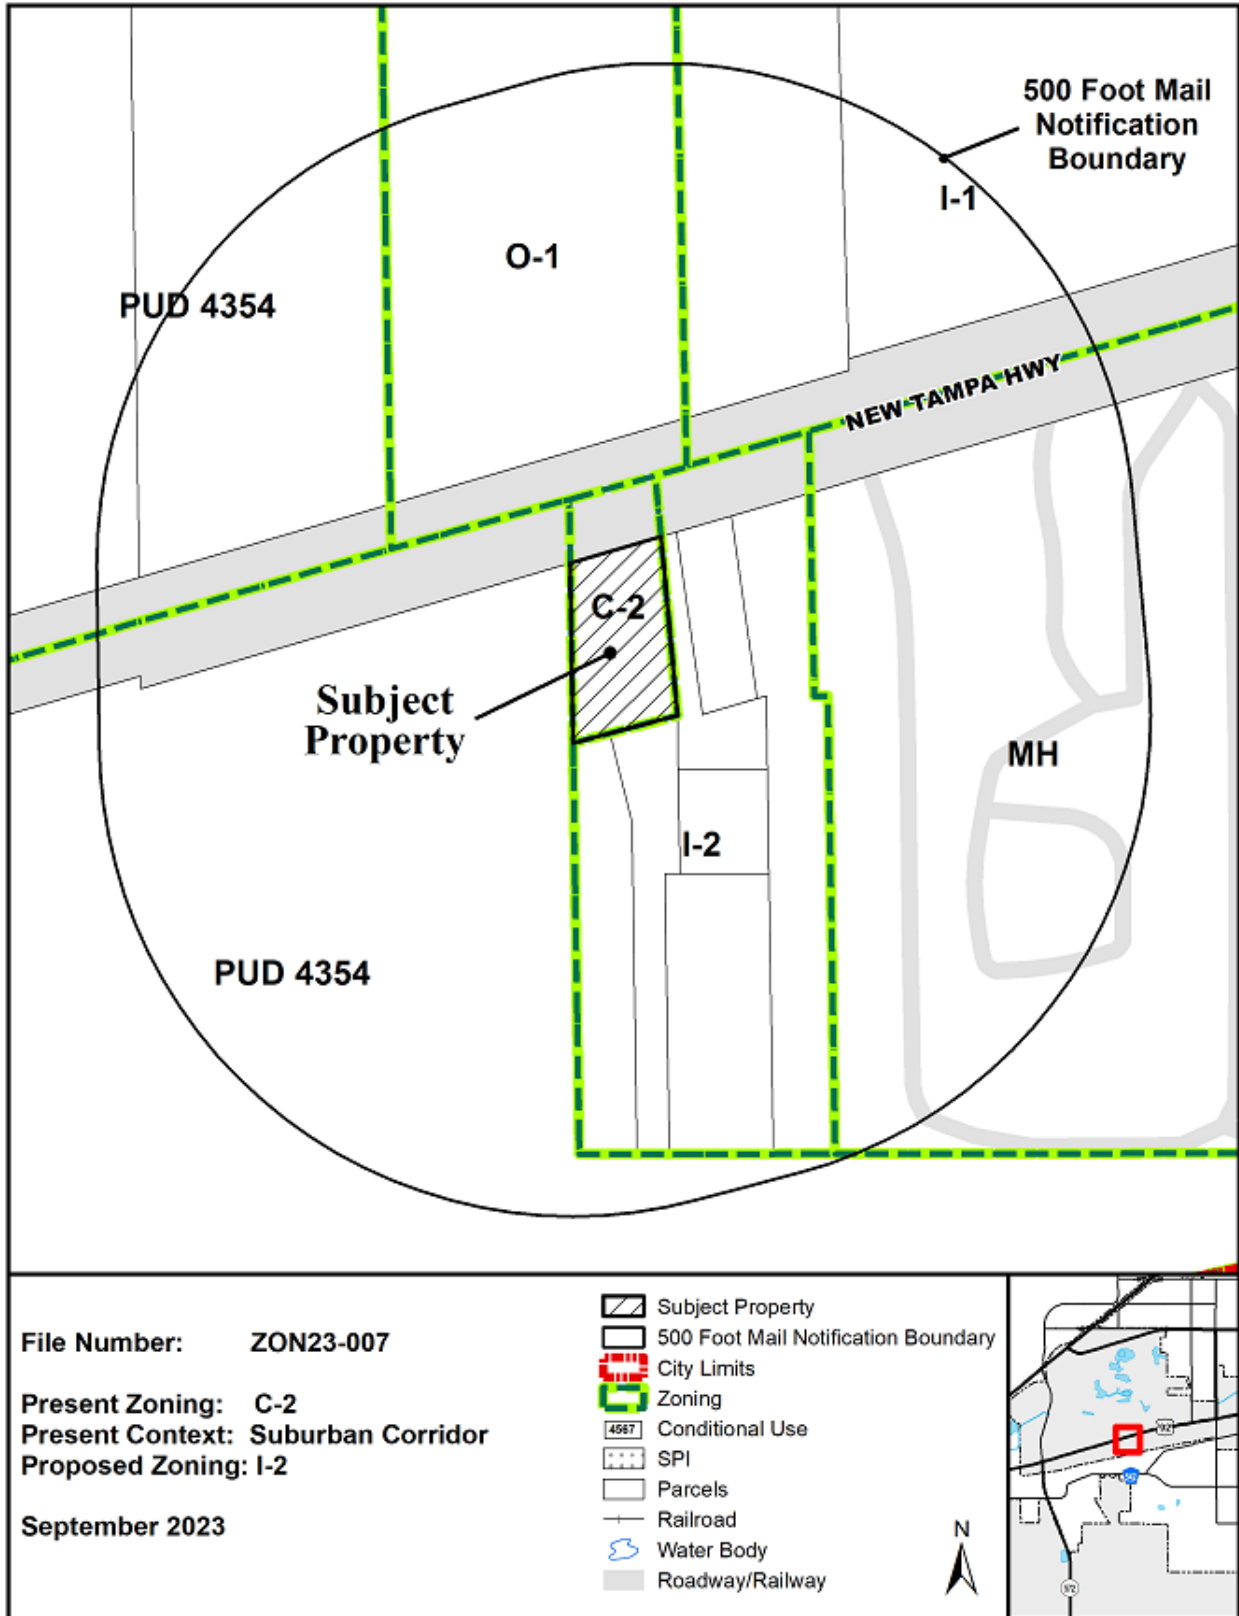 500 Foot Mail
Notification
Boundary
I-1
O-1
PUD 4354
NEW TAMPA HWY
C-2
Subject
Property
MH
I-2
PUD 4354
File Number: ZON23-007
Present Zoning: C-2
Present Context: Suburban Corridor
Proposed Zoning: I-2
September 2023
Subject Property
500 Foot Mail Notification Boundary
City Limits
Zoning
4567 Conditional Use
SPI
Parcels
Railroad
Water Body
Roadway/Railway
N
92
572